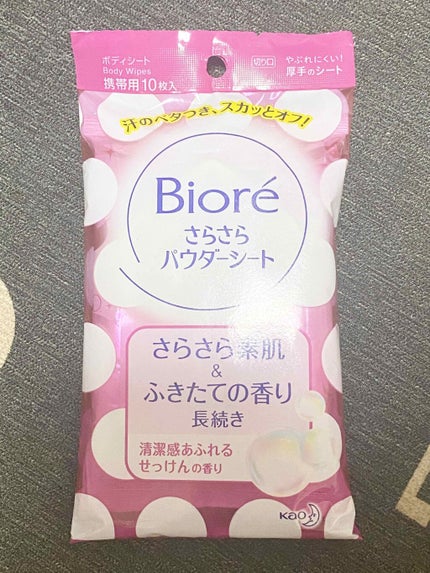 ボディシート
Body Wipes
携帯用10枚入
切り口
やぶれにくい!
厚手のシート
汗のベタつき、スカッとオフ!
Bioré
さらさら
パウダーシート
さらさら素肌
&
ふきたての香り
長続き
清潔感あふれる
せっけんの香り
Kao